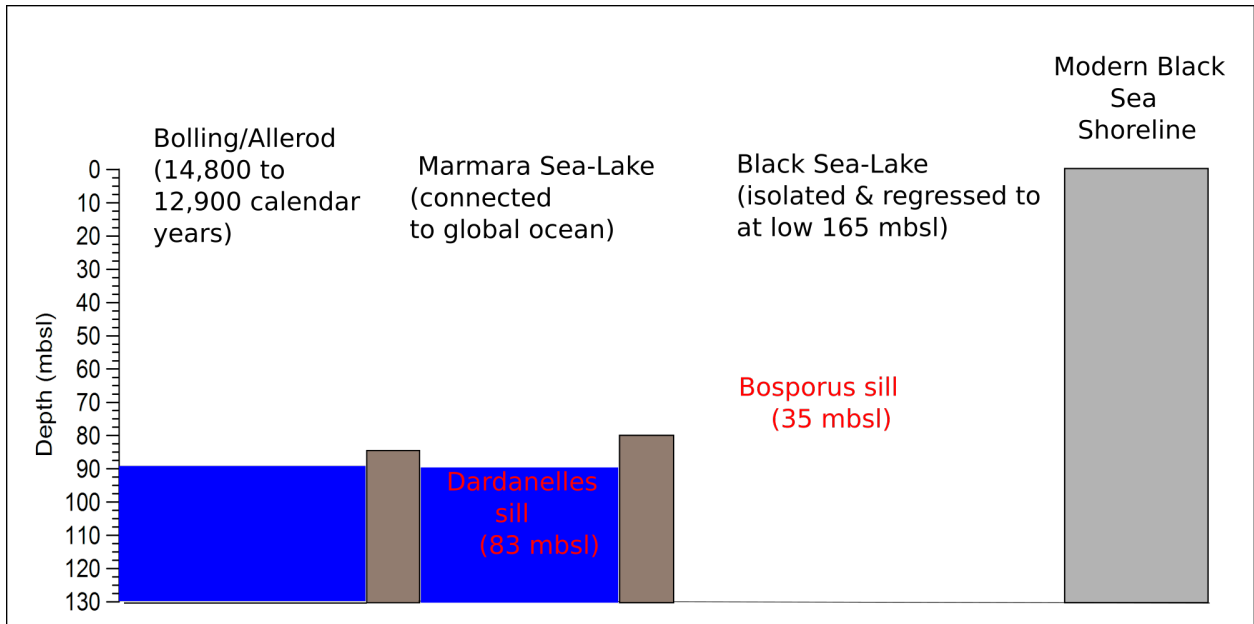 Modern Black
Sea
Shoreline
Bolling/Allerod
(14,800 to
12,900 calendar
years)
Marmara Sea-Lake
(connected
to global ocean)
Black Sea-Lake
(isolated & regressed to
at low 165 mbsl)
Depth (mbsl)
0
10
20
30
40
50
60
70
80
90
100
110
120
130
Bosporus sill
(35 mbsl)
Dardanelles
sill
(83 mbsl)